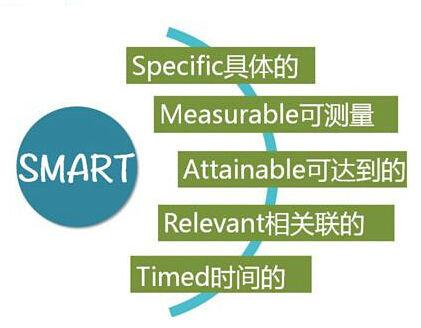 SMART
Specific具体的
Measurable可测量
Attainable可达到的
Relevant相关联的
Timed时间的